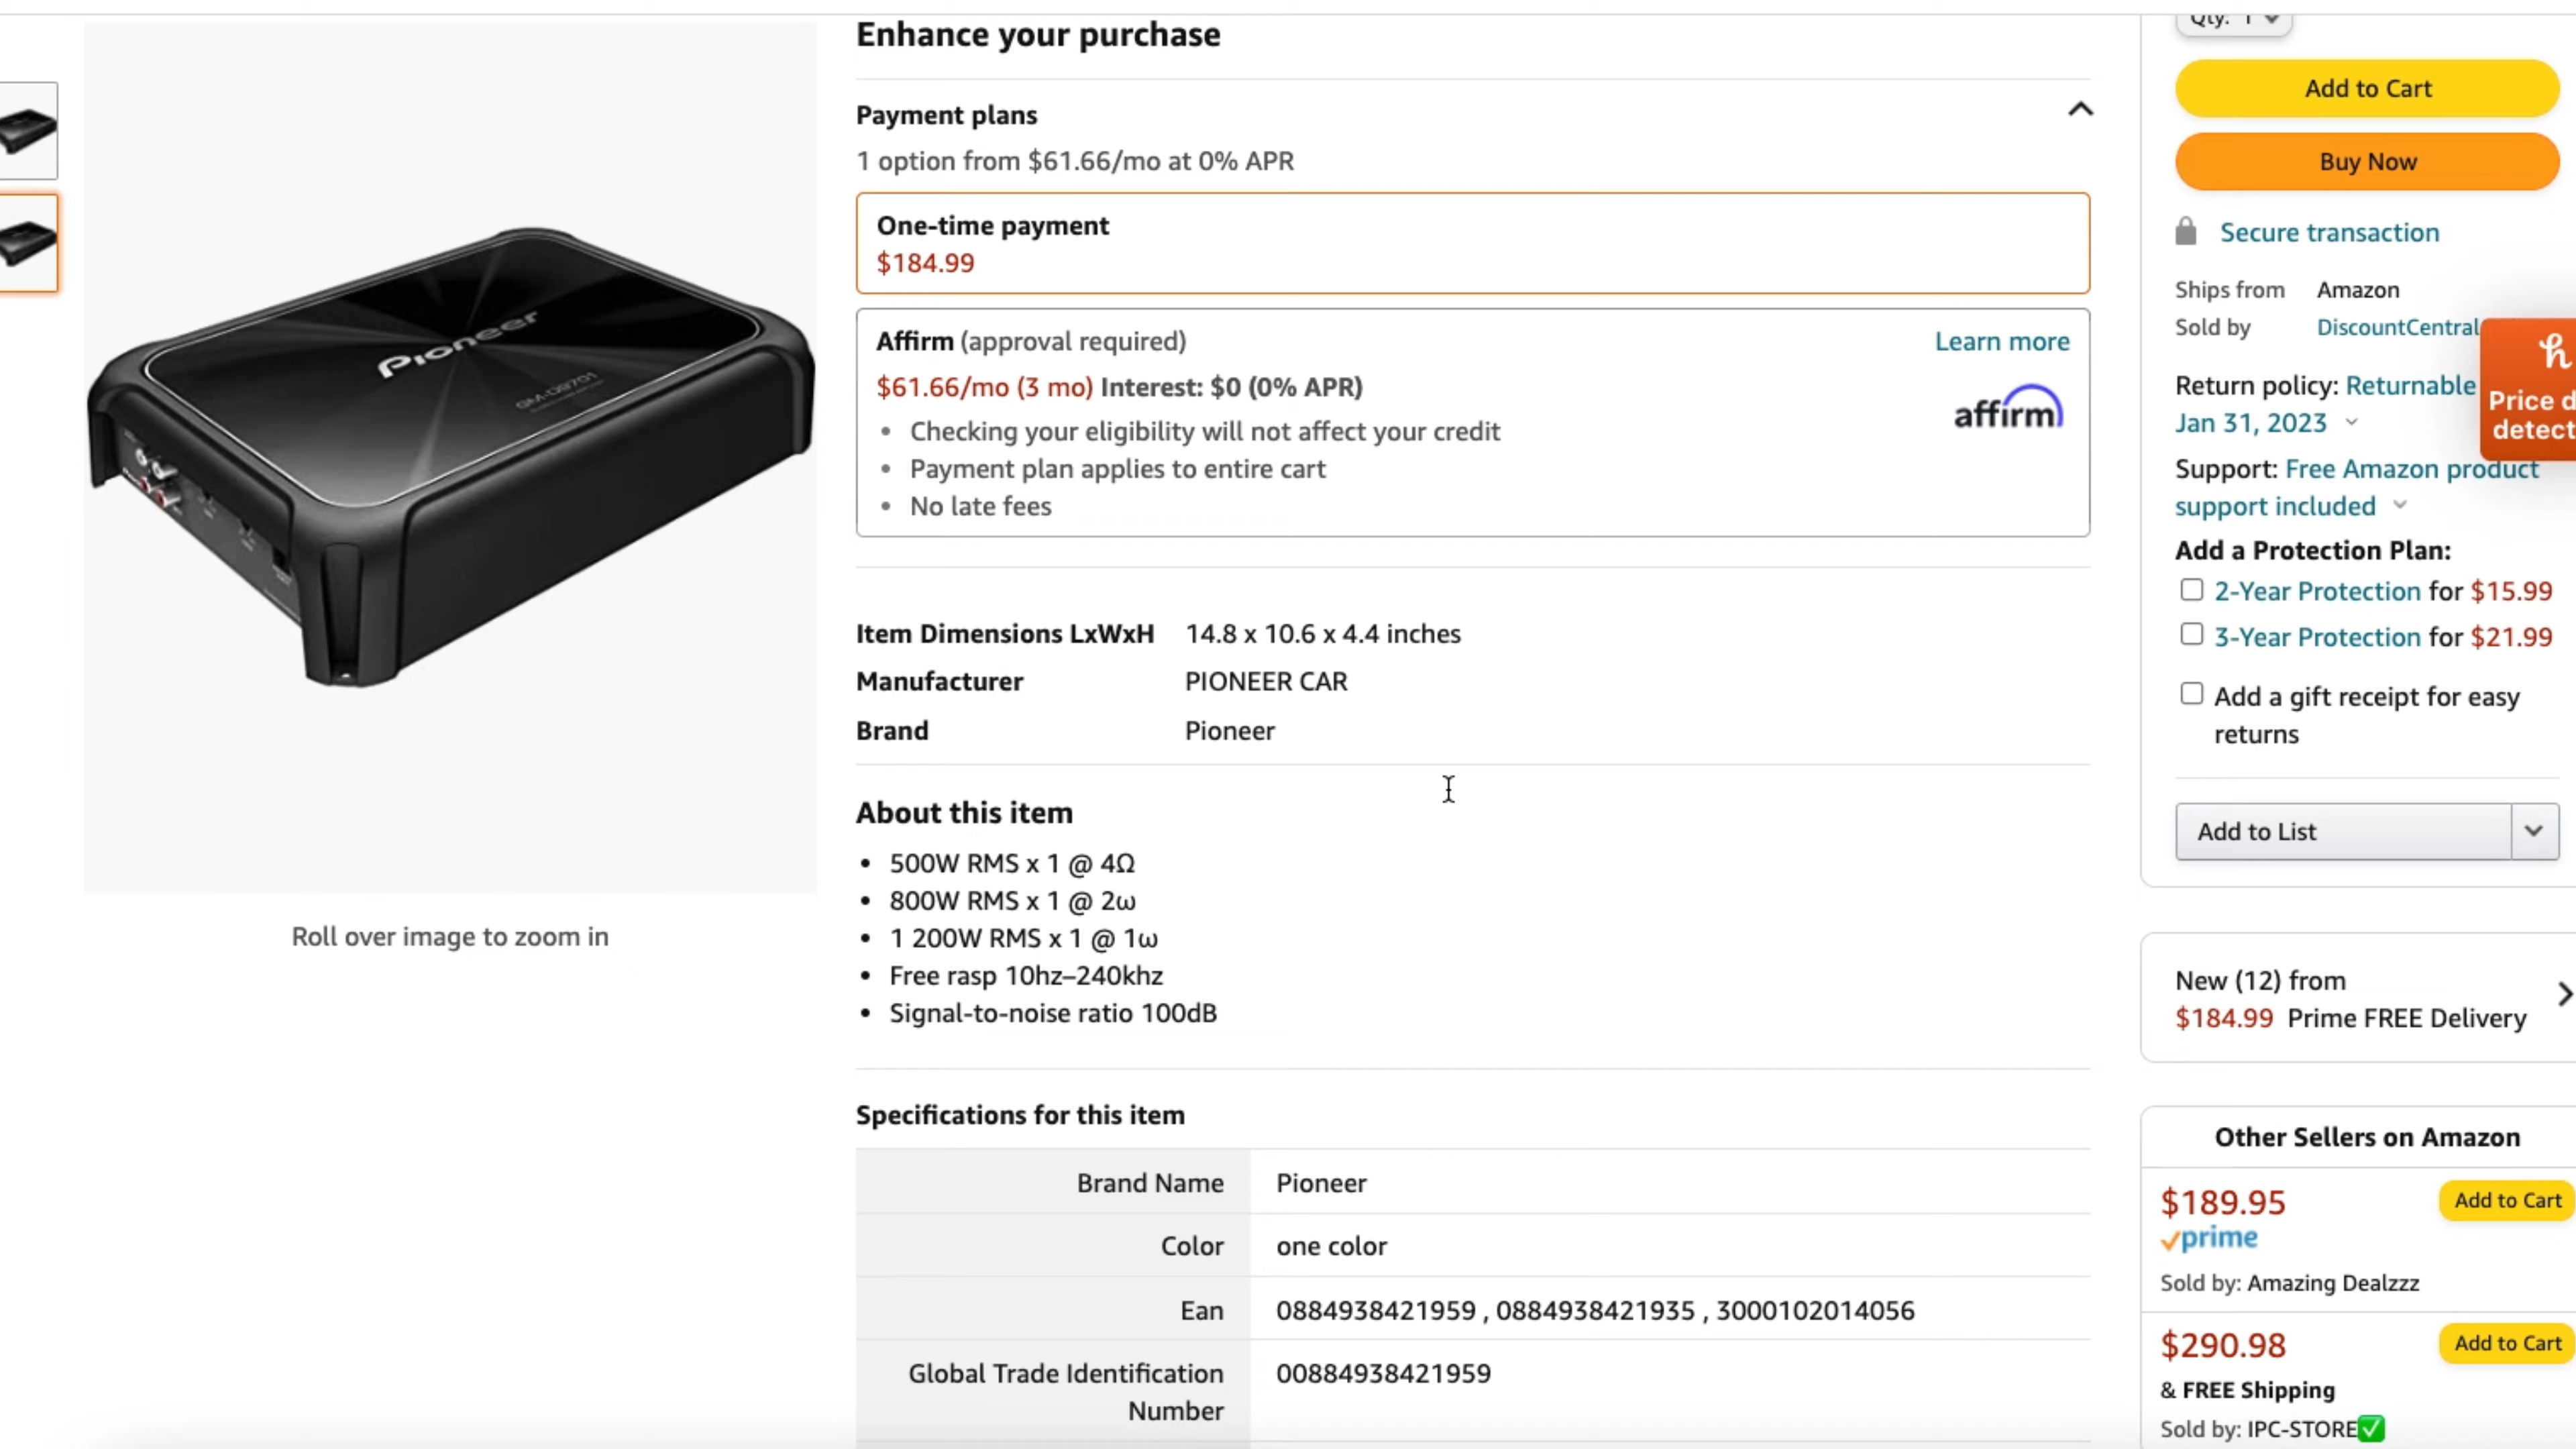 Enhance your purchase
Payment plans
1 option from $61.66/mo at 0% APR
One-time payment
$184.99
Affirm (approval required)
Learn more
$61.66/mo (3 mo) Interest: $0 (0% APR)
affirm
• Checking your eligibility will not affect your credit
• Payment plan applies to entire cart
• No late fees
Item Dimensions LxWxH 14.8 x 10.6 x 4.4 inches
Manufacturer PIONEER CAR
Brand Pioneer
About this item
• 500W RMS x 1 @ 4Ω
• 800W RMS x 1 @ 2ω
• 1 200W RMS x 1 @ 1ω
• Free rasp 10hz–240khz
• Signal-to-noise ratio 100dB
Specifications for this item
Brand Name Pioneer
Color one color
Ean 0884938421959 , 0884938421935 , 3000102014056
Global Trade Identification 00884938421959
Number
Pioneer
GM-D9701
Roll over image to zoom in
Qty: 1
Add to Cart
Buy Now
Secure transaction
Ships from Amazon
Sold by DiscountCentral
Return policy: Returnable
Jan 31, 2023
Price d
detect
Support: Free Amazon product
support included
Add a Protection Plan:
2-Year Protection for $15.99
3-Year Protection for $21.99
Add a gift receipt for easy
returns
Add to List
New (12) from
$184.99 Prime FREE Delivery
Other Sellers on Amazon
$189.95 Add to Cart
prime
Sold by: Amazing Dealzzz
$290.98 Add to Cart
& FREE Shipping
Sold by: IPC-STORE✅